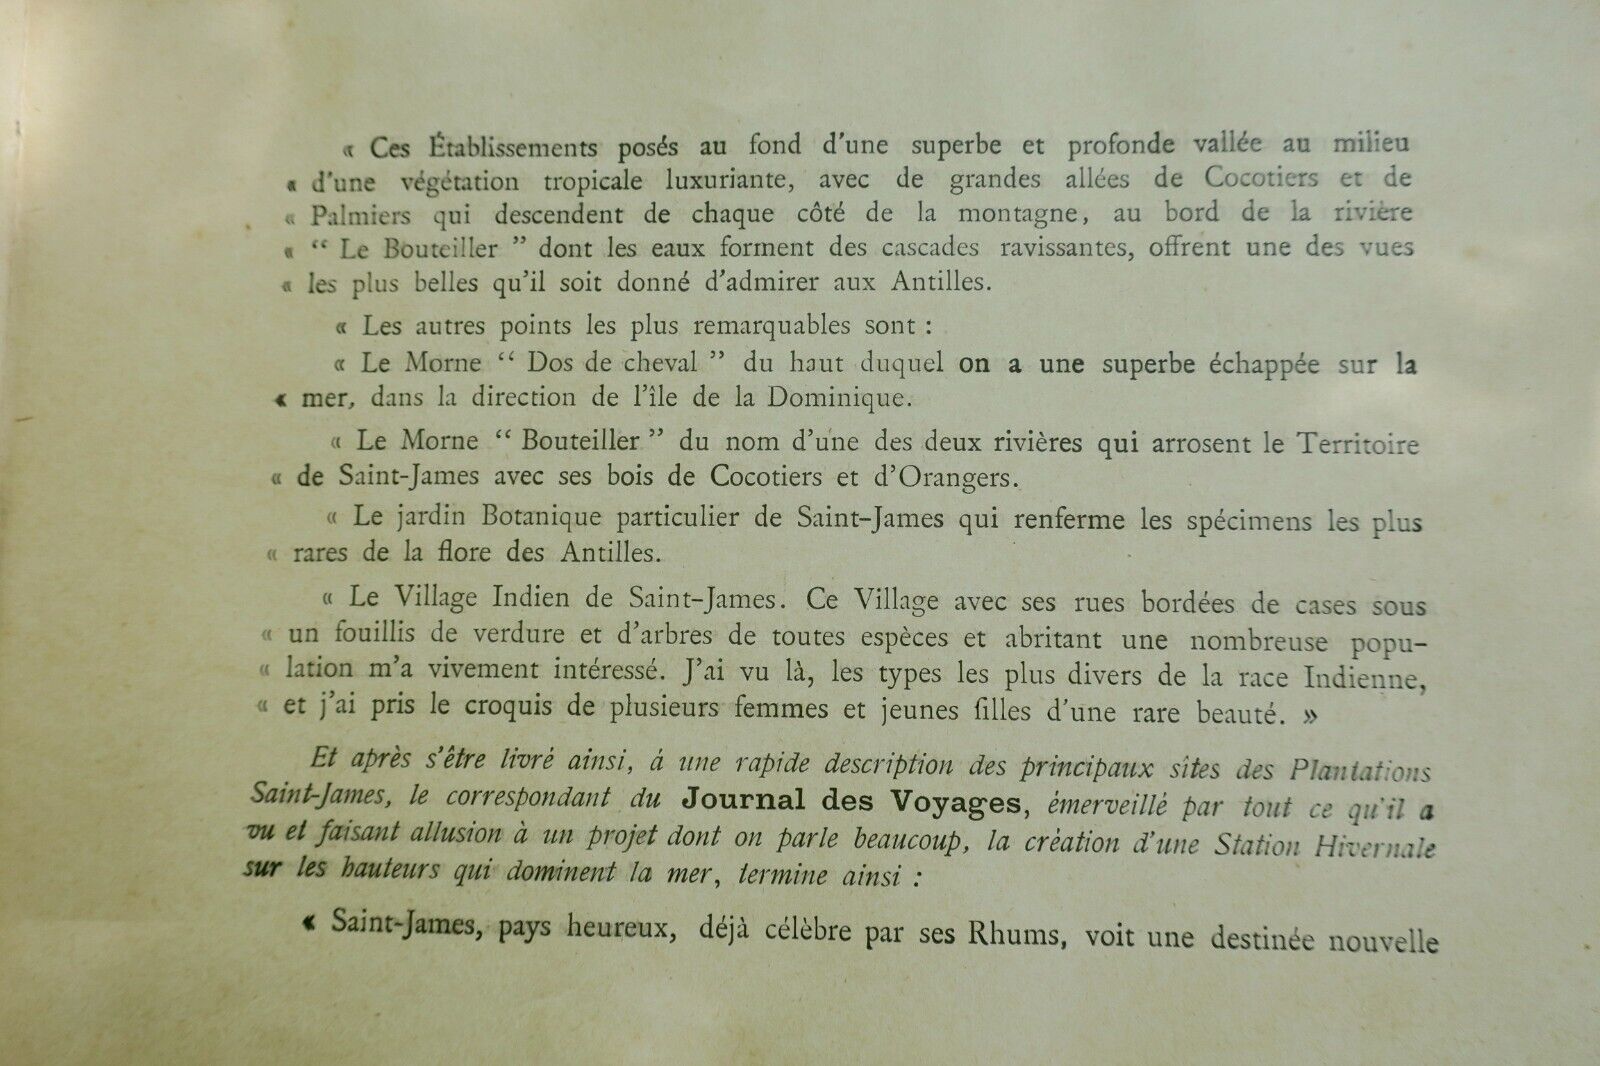 « Ces Établissements posés au fond d'une superbe et profonde vallée au milieu
« d'une végétation tropicale luxuriante, avec de grandes allées de Cocotiers et de
« Palmiers qui descendent de chaque côté de la montagne, au bord de la rivière
« “ Le Bouteiller ” dont les eaux forment des cascades ravissantes, offrent une des vues
« les plus belles qu'il soit donné d'admirer aux Antilles.
« Les autres points les plus remarquables sont :
« Le Morne “ Dos de cheval ” du haut duquel on a une superbe échappée sur la
« mer, dans la direction de l'île de la Dominique.
« Le Morne “ Bouteiller ” du nom d'une des deux rivières qui arrosent le Territoire
« de Saint-James avec ses bois de Cocotiers et d'Orangers.
« Le jardin Botanique particulier de Saint-James qui renferme les spécimens les plus
« rares de la flore des Antilles.
« Le Village Indien de Saint-James. Ce Village avec ses rues bordées de cases sous
« un fouillis de verdure et d'arbres de toutes espèces et abritant une nombreuse popu-
« lation m'a vivement intéressé. J'ai vu là, les types les plus divers de la race Indienne,
« et j'ai pris le croquis de plusieurs femmes et jeunes filles d'une rare beauté. »
Et après s'être livré ainsi, á une rapide description des principaux sites des Plantations
Saint-James, le correspondant du Journal des Voyages, émerveillé par tout ce qu'il a
vu et faisant allusion à un projet dont on parle beaucoup, la création d'une Station Hivernale
sur les hauteurs qui dominent la mer, termine ainsi :
« Saint-James, pays heureux, déjà célèbre par ses Rhums, voit une destinée nouvelle